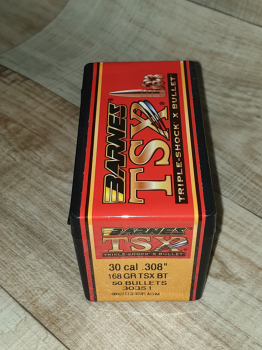 BARNES
TSX
TRIPLE-SHOCK X BULLET
BARNES
TSX
TRIPLE-SHOCK X BULLET
30 cal .308"
168 GR TSX BT
50 BULLETS
30351